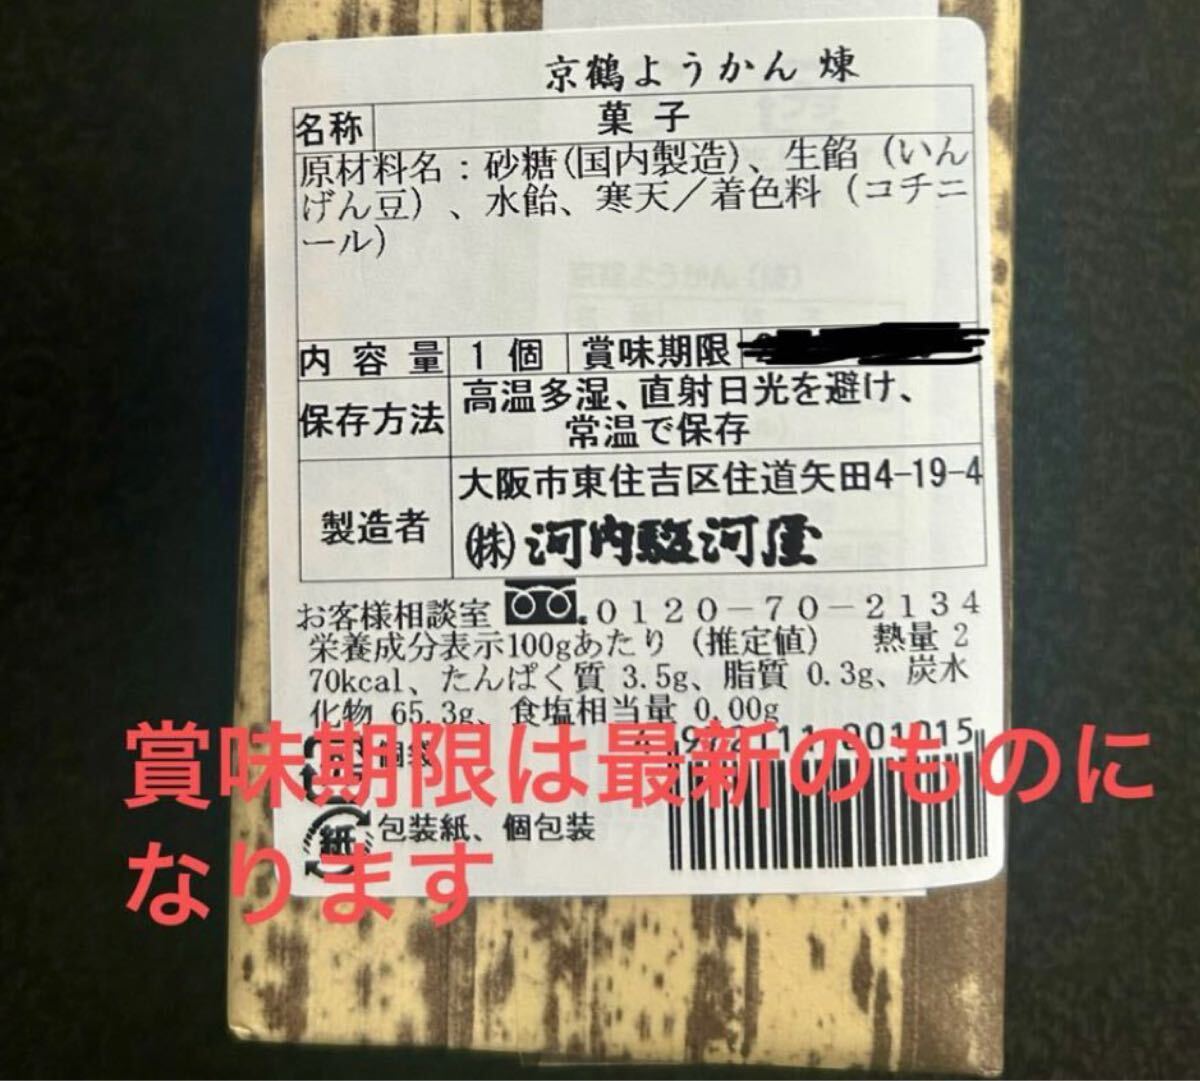 京鶴ようかん 煉
名称 菓子
原材料名：砂糖(国内製造)、生餡（いん
げん豆）、水飴、寒天／着色料（コチニ
ール）
内容量 1個 賞味期限
保存方法 高温多湿、直射日光を避け、
常温で保存
製造者 大阪市東住吉区住道矢田4-19-4
(株)河内駿河屋
お客様相談室 0120-70-2134
栄養成分表示100gあたり（推定値） 熱量 2
70kcal、たんぱく質 3.5g、脂質 0.3g、炭水
化物 65.3g、食塩相当量 0.00g
賞味期限は最新のものに
なります
紙 包装紙、個包装